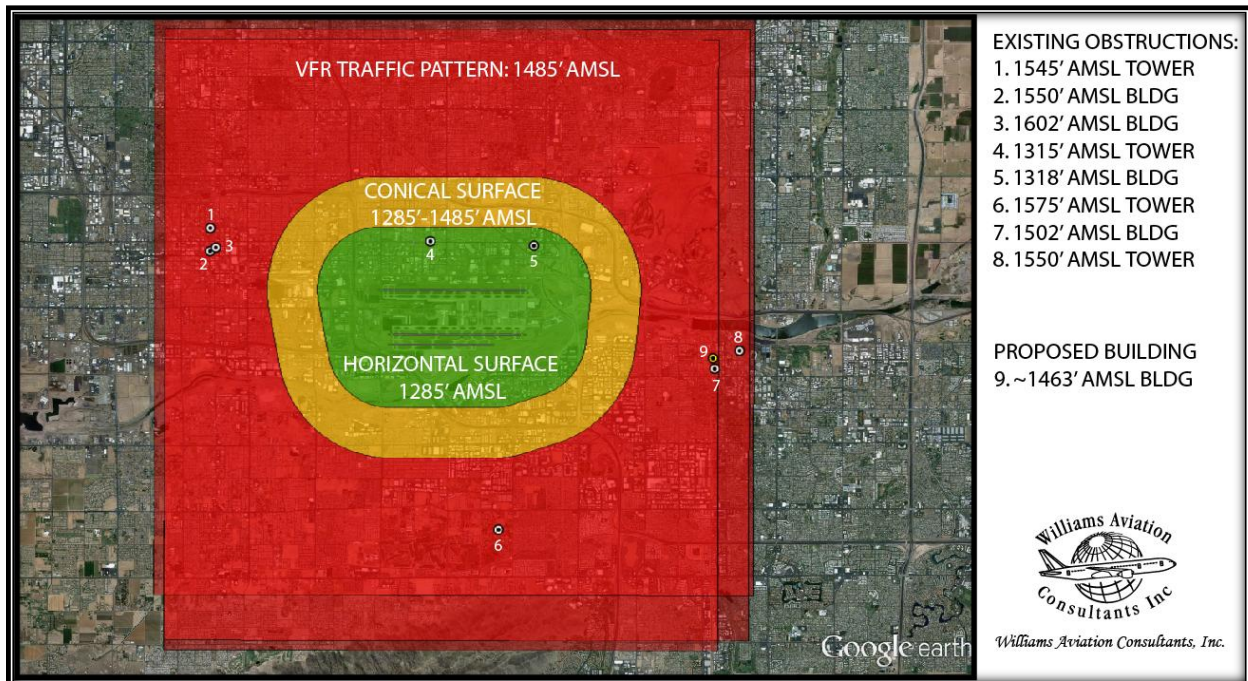 VFR TRAFFIC PATTERN: 1485' AMSL
CONICAL SURFACE
1285'-1485' AMSL
1
3
2
4
5
HORIZONTAL SURFACE
1285' AMSL
8
9
7
6
Google earth
EXISTING OBSTRUCTIONS:
1. 1545' AMSL TOWER
2. 1550' AMSL BLDG
3. 1602' AMSL BLDG
4. 1315' AMSL TOWER
5. 1318' AMSL BLDG
6. 1575' AMSL TOWER
7. 1502' AMSL BLDG
8. 1550' AMSL TOWER
PROPOSED BUILDING
9. ~1463' AMSL BLDG
Williams Aviation
Consultants Inc
Williams Aviation Consultants, Inc.